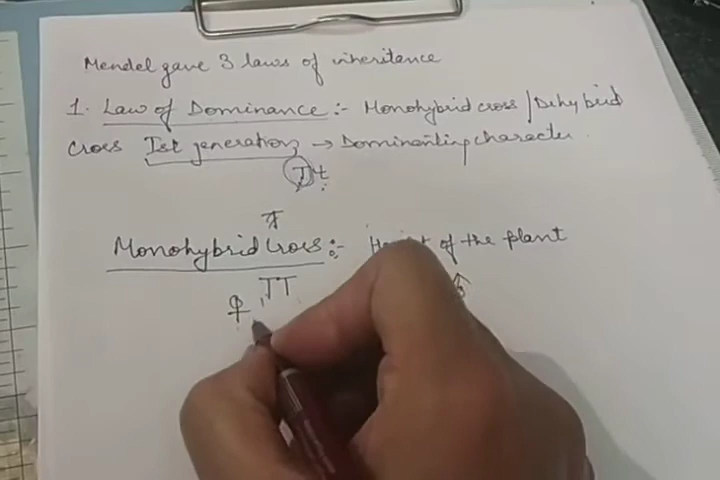 Mendel gave 3 laws of inheritance
1. Law of Dominance :- Monohybrid cross / Dihybrid
Cross Ist generation → Dominanting character
Tt
Monohybrid Cross :- of the plant
TT
♀ ♂